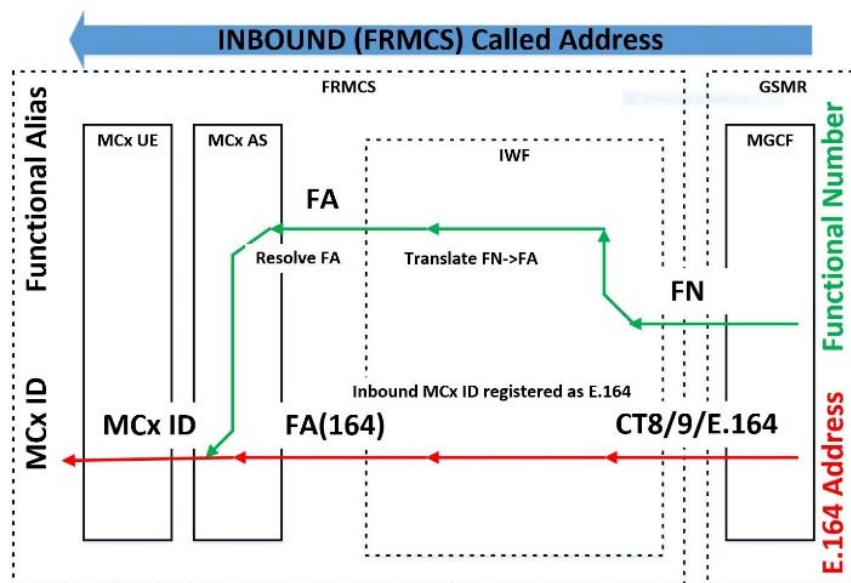 INBOUND (FRMCS) Called Address
FRMCS
GSMR
MCx UE
MCx AS
IWF
MGCF
Functional Alias
Functional Number
FA
Resolve FA
Translate FN->FA
FN
Inbound MCx ID registered as E.164
MCx ID
MCx ID
FA(164)
CT8/9/E.164
E.164 Address